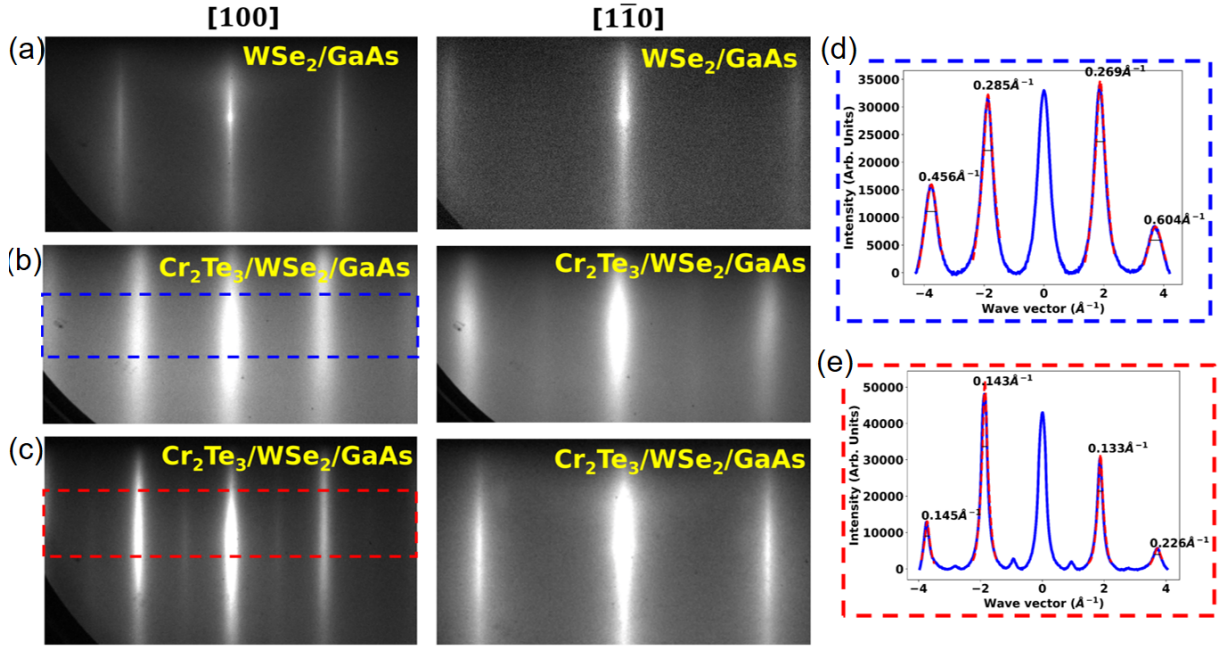 [100]
[11̄0]
(a)
WSe₂/GaAs
WSe₂/GaAs
(b)
Cr₂Te₃/WSe₂/GaAs
Cr₂Te₃/WSe₂/GaAs
(c)
Cr₂Te₃/WSe₂/GaAs
Cr₂Te₃/WSe₂/GaAs
(d)
Intensity (Arb. Units)
35000
30000
25000
20000
15000
10000
5000
0
0.456Å⁻¹
0.285Å⁻¹
0.269Å⁻¹
0.604Å⁻¹
−4 −2 0 2 4
Wave vector (Å⁻¹)
(e)
Intensity (Arb. Units)
50000
40000
30000
20000
10000
0
0.145Å⁻¹
0.143Å⁻¹
0.133Å⁻¹
0.226Å⁻¹
−4 −2 0 2 4
Wave vector (Å⁻¹)